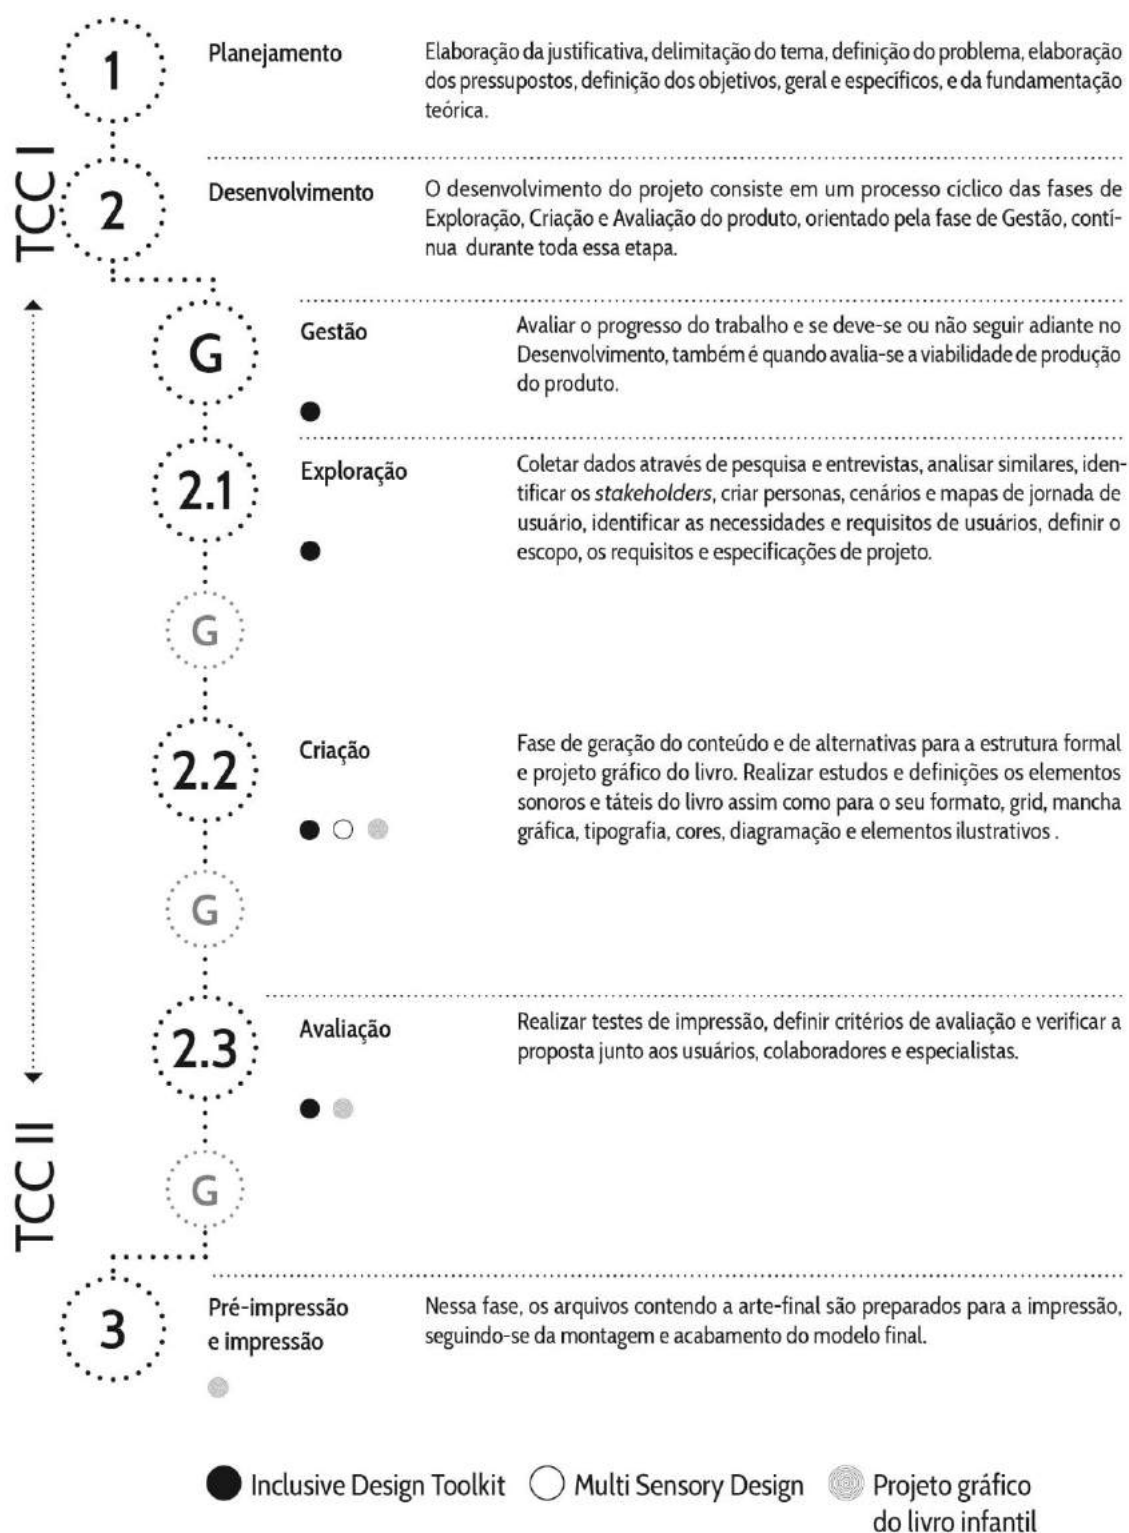 1
Planejamento
Elaboração da justificativa, delimitação do tema, definição do problema, elaboração
dos pressupostos, definição dos objetivos, geral e específicos, e da fundamentação
teórica.
TCC I
2
Desenvolvimento
O desenvolvimento do projeto consiste em um processo cíclico das fases de
Exploração, Criação e Avaliação do produto, orientado pela fase de Gestão, contí-
nua durante toda essa etapa.
G
Gestão
Avaliar o progresso do trabalho e se deve-se ou não seguir adiante no
Desenvolvimento, também é quando avalia-se a viabilidade de produção
do produto.
2.1
Exploração
Coletar dados através de pesquisa e entrevistas, analisar similares, iden-
tificar os stakeholders, criar personas, cenários e mapas de jornada de
usuário, identificar as necessidades e requisitos de usuários, definir o
escopo, os requisitos e especificações de projeto.
G
2.2
Criação
Fase de geração do conteúdo e de alternativas para a estrutura formal
e projeto gráfico do livro. Realizar estudos e definições os elementos
sonoros e táteis do livro assim como para o seu formato, grid, mancha
gráfica, tipografia, cores, diagramação e elementos ilustrativos .
G
2.3
Avaliação
Realizar testes de impressão, definir critérios de avaliação e verificar a
proposta junto aos usuários, colaboradores e especialistas.
TCC II
G
3
Pré-impressão
e impressão
Nessa fase, os arquivos contendo a arte-final são preparados para a impressão,
seguindo-se da montagem e acabamento do modelo final.
Inclusive Design Toolkit
Multi Sensory Design
Projeto gráfico
do livro infantil